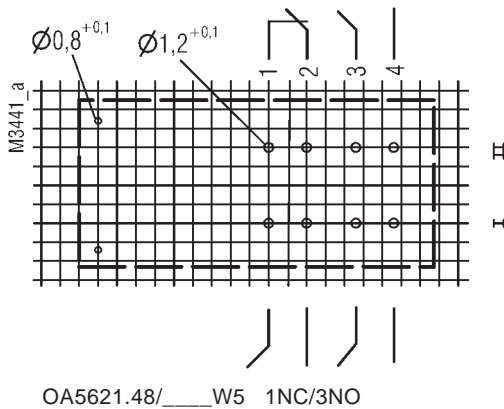 Ø0,8+0,1
Ø1,2+0,1
1 2 3 4
M3441_a
II
I
OA5621.48/____W5 1NC/3NO